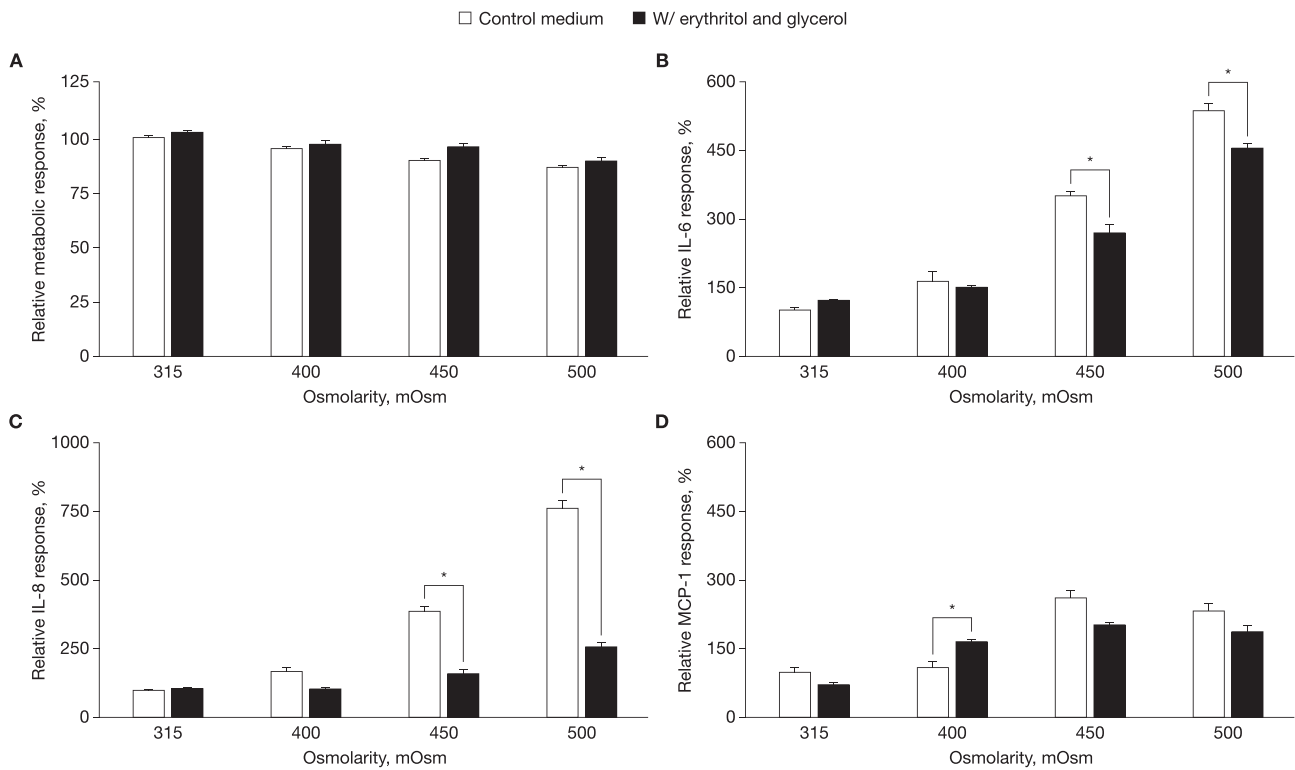 Control medium W/ erythritol and glycerol
A
Relative metabolic response, %
125
100
75
50
25
0
315 400 450 500
Osmolarity, mOsm
B
Relative IL-6 response, %
600
450
300
150
0
*
*
315 400 450 500
Osmolarity, mOsm
C
Relative IL-8 response, %
1000
750
500
250
0
*
*
315 400 450 500
Osmolarity, mOsm
D
Relative MCP-1 response, %
600
450
300
150
0
*
315 400 450 500
Osmolarity, mOsm